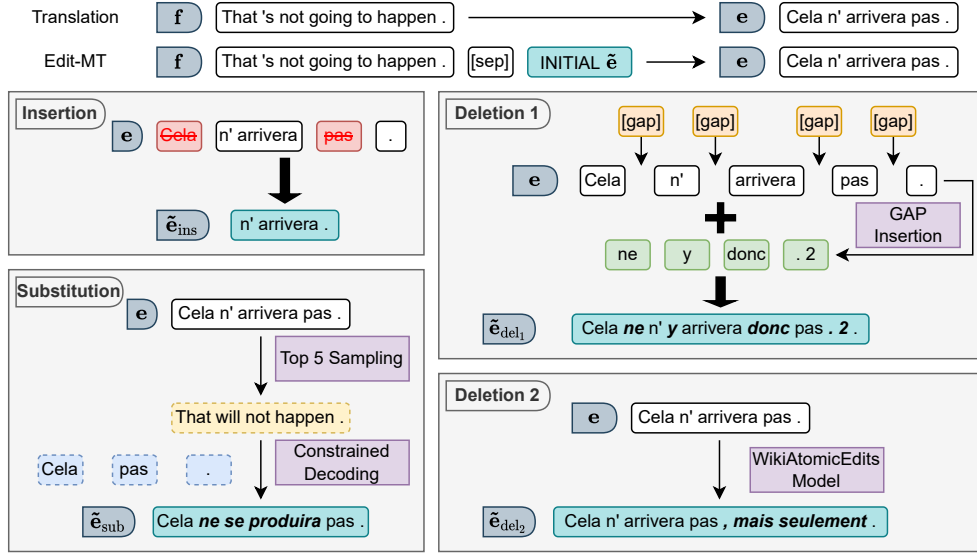 Translation f That 's not going to happen . e Cela n' arrivera pas .
Edit-MT f That 's not going to happen . [sep] INITIAL ẽ e Cela n' arrivera pas .
Insertion
e Cela n' arrivera pas .
ẽins n' arrivera .
Substitution
e Cela n' arrivera pas .
Top 5 Sampling
That will not happen .
Constrained
Decoding
Cela pas .
ẽsub Cela ne se produira pas .
Deletion 1
[gap] [gap] [gap] [gap]
e Cela n' arrivera pas .
GAP
Insertion
ne y donc . 2
ẽdel1 Cela ne n' y arrivera donc pas . 2 .
Deletion 2
e Cela n' arrivera pas .
WikiAtomicEdits
Model
ẽdel2 Cela n' arrivera pas , mais seulement .